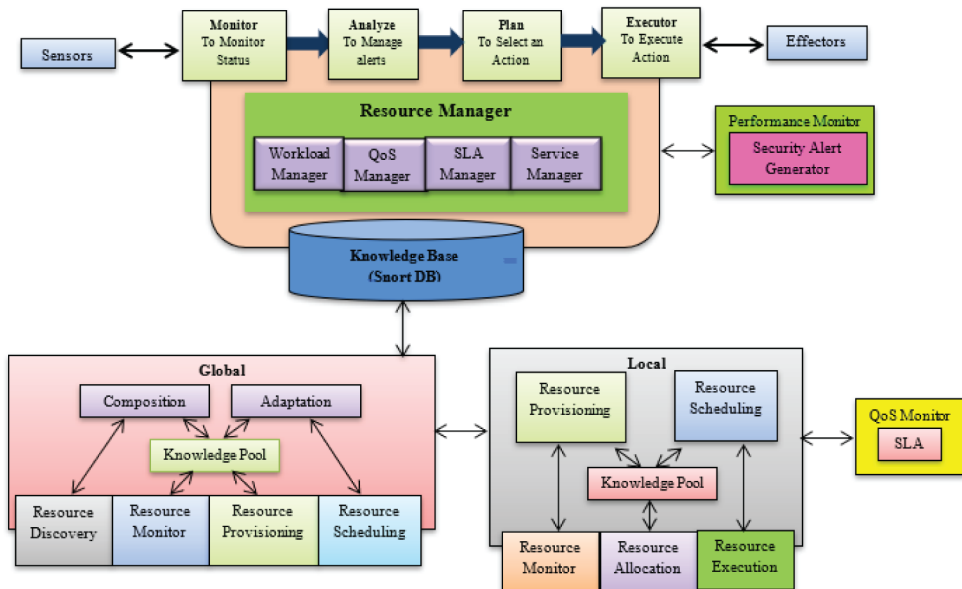 Sensors
Monitor
To Monitor
Status
Analyze
To Manage
alerts
Plan
To Select an
Action
Executor
To Execute
Action
Effectors
Resource Manager
Workload
Manager
QoS
Manager
SLA
Manager
Service
Manager
Performance Monitor
Security Alert
Generator
Knowledge Base
(Snort DB)
Global
Composition
Adaptation
Knowledge Pool
Resource
Discovery
Resource
Monitor
Resource
Provisioning
Resource
Scheduling
Local
Resource
Provisioning
Resource
Scheduling
Knowledge Pool
Resource
Monitor
Resource
Allocation
Resource
Execution
QoS Monitor
SLA